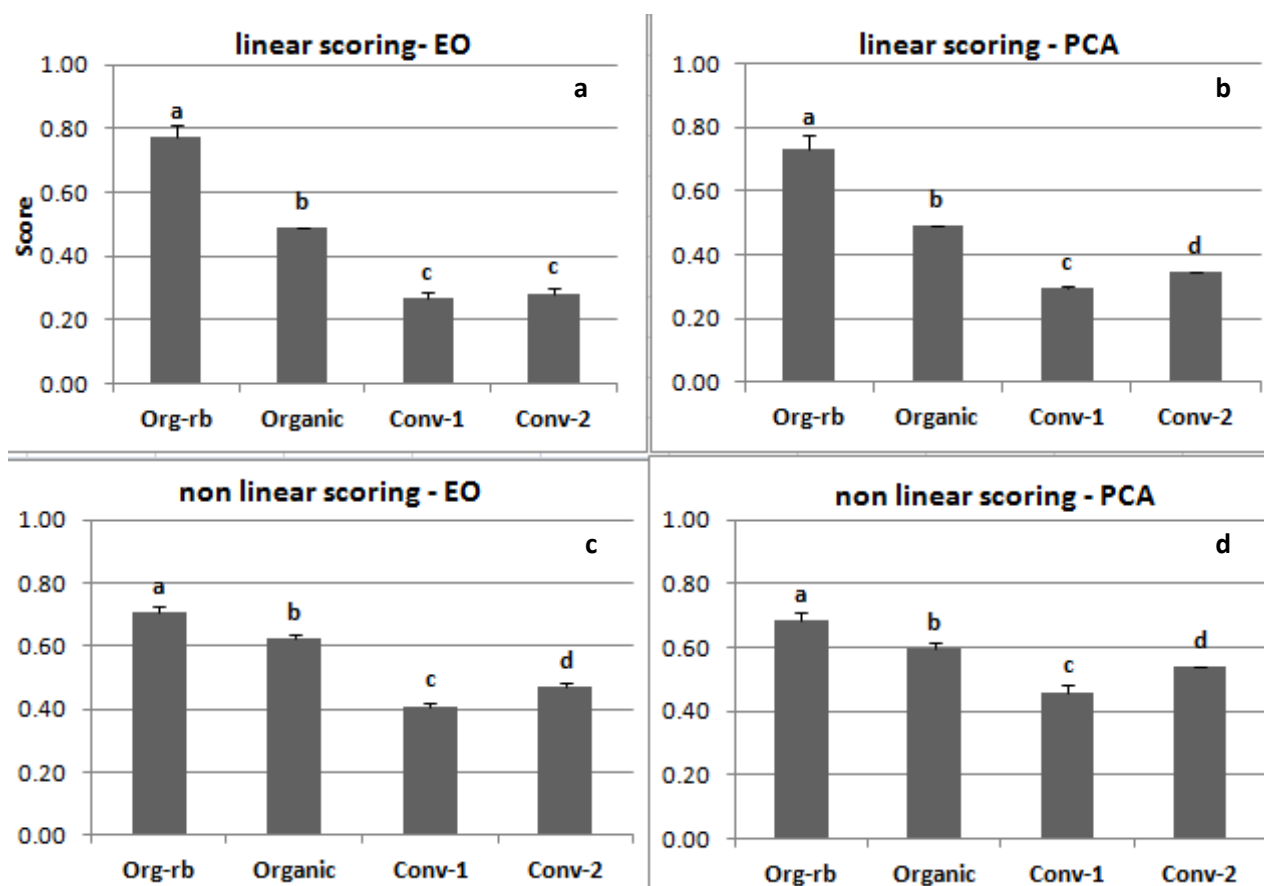 linear scoring- EO
a
1.00
0.80
0.60
0.40
0.20
0.00
Score
a
b
c
c
Org-rb Organic Conv-1 Conv-2
linear scoring - PCA
b
1.00
0.80
0.60
0.40
0.20
0.00
a
b
c
d
Org-rb Organic Conv-1 Conv-2
non linear scoring - EO
c
1.00
0.80
0.60
0.40
0.20
0.00
a
b
c
d
Org-rb Organic Conv-1 Conv-2
non linear scoring - PCA
d
1.00
0.80
0.60
0.40
0.20
0.00
a
b
c
d
Org-rb Organic Conv-1 Conv-2